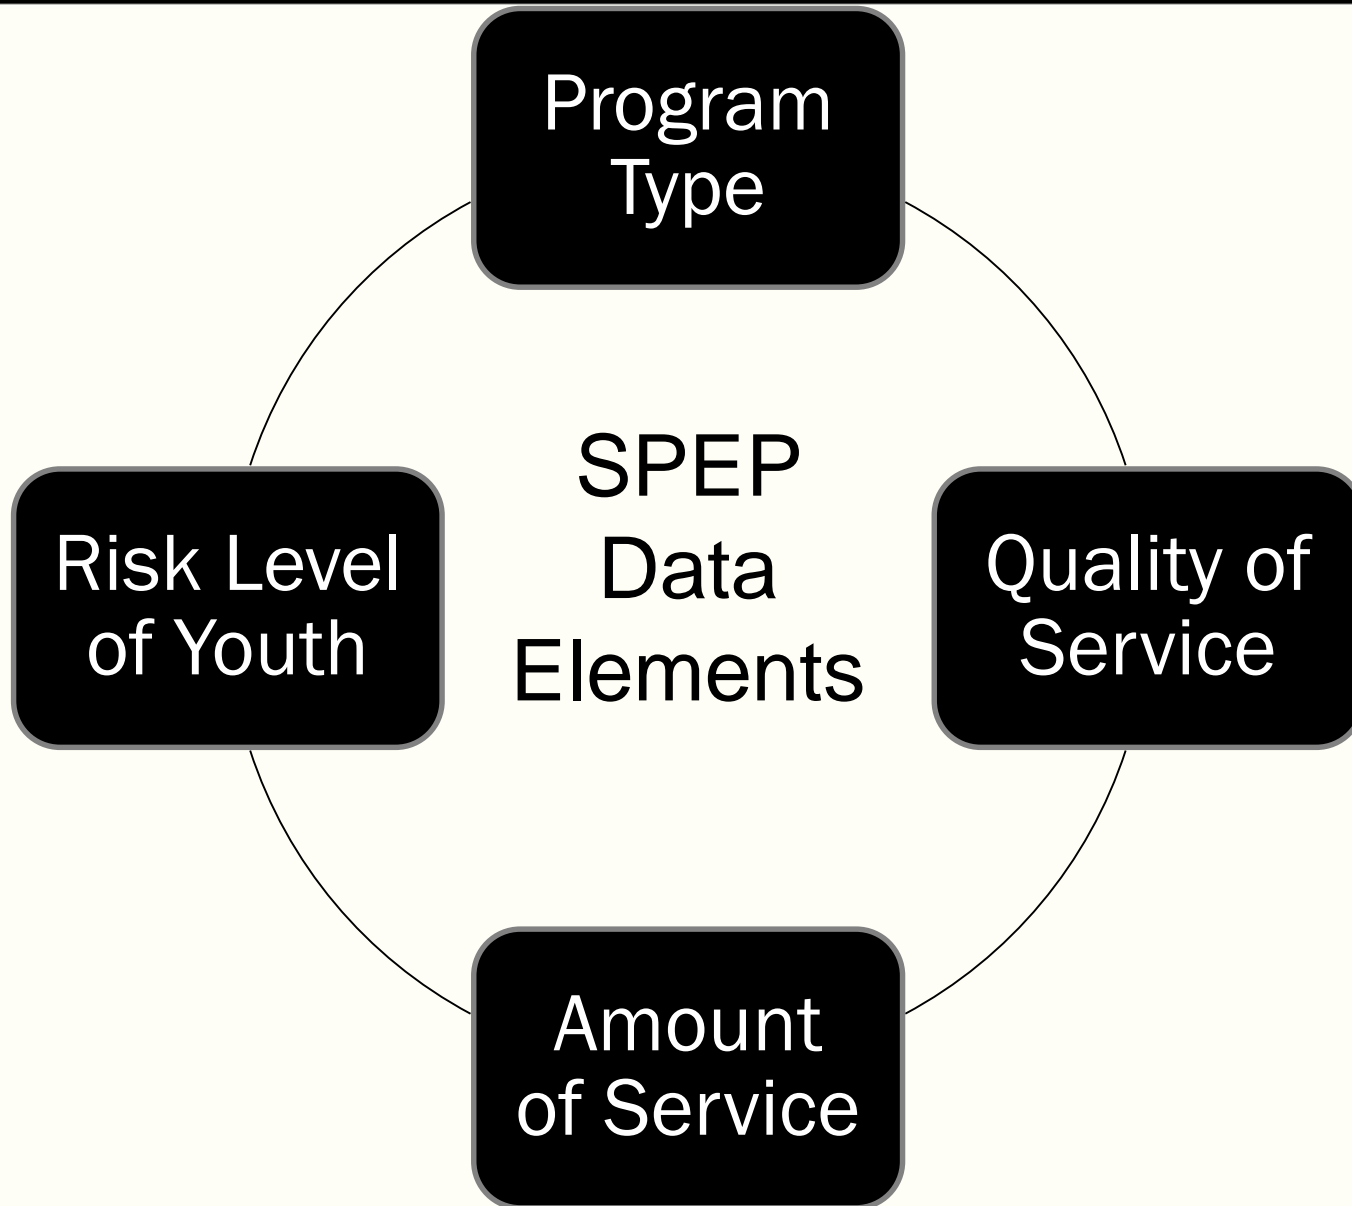 Program
Type
SPEP
Data
Elements
Risk Level
of Youth
Quality of
Service
Amount
of Service